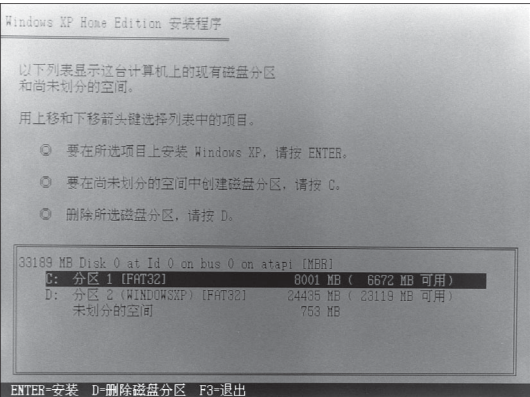 Windows XP Home Edition 安装程序
以下列表显示这台计算机上的现有磁盘分区
和尚未划分的空间。
用上移和下移箭头键选择列表中的项目。
◎ 要在所选项目上安装 Windows XP，请按 ENTER。
◎ 要在尚未划分的空间中创建磁盘分区，请按 C。
◎ 删除所选磁盘分区，请按 D。
33189 MB Disk 0 at Id 0 on bus 0 on atapi [MBR]
C: 分区 1 [FAT32] 8001 MB ( 6672 MB 可用)
D: 分区 2 (WINDOWSXP) [FAT32] 24435 MB ( 23119 MB 可用)
未划分的空间 753 MB
ENTER=安装 D=删除磁盘分区 F3=退出